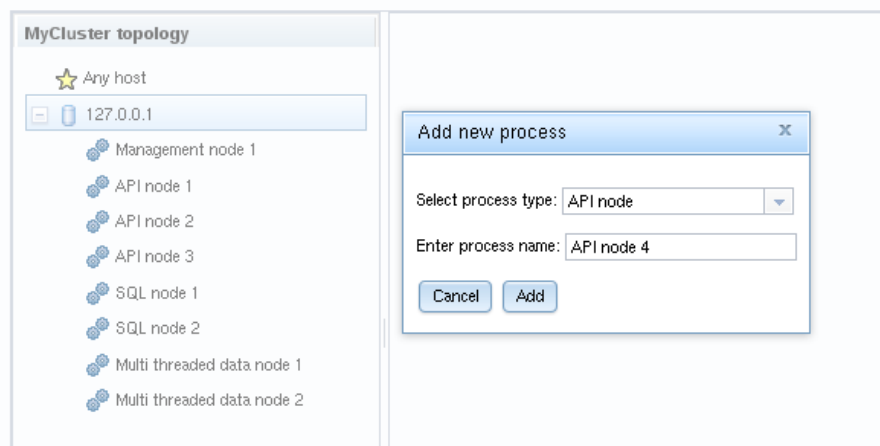 MyCluster topology
Any host
127.0.0.1
Management node 1
API node 1
API node 2
API node 3
SQL node 1
SQL node 2
Multi threaded data node 1
Multi threaded data node 2
Add new process
x
Select process type: API node
Enter process name: API node 4
Cancel Add